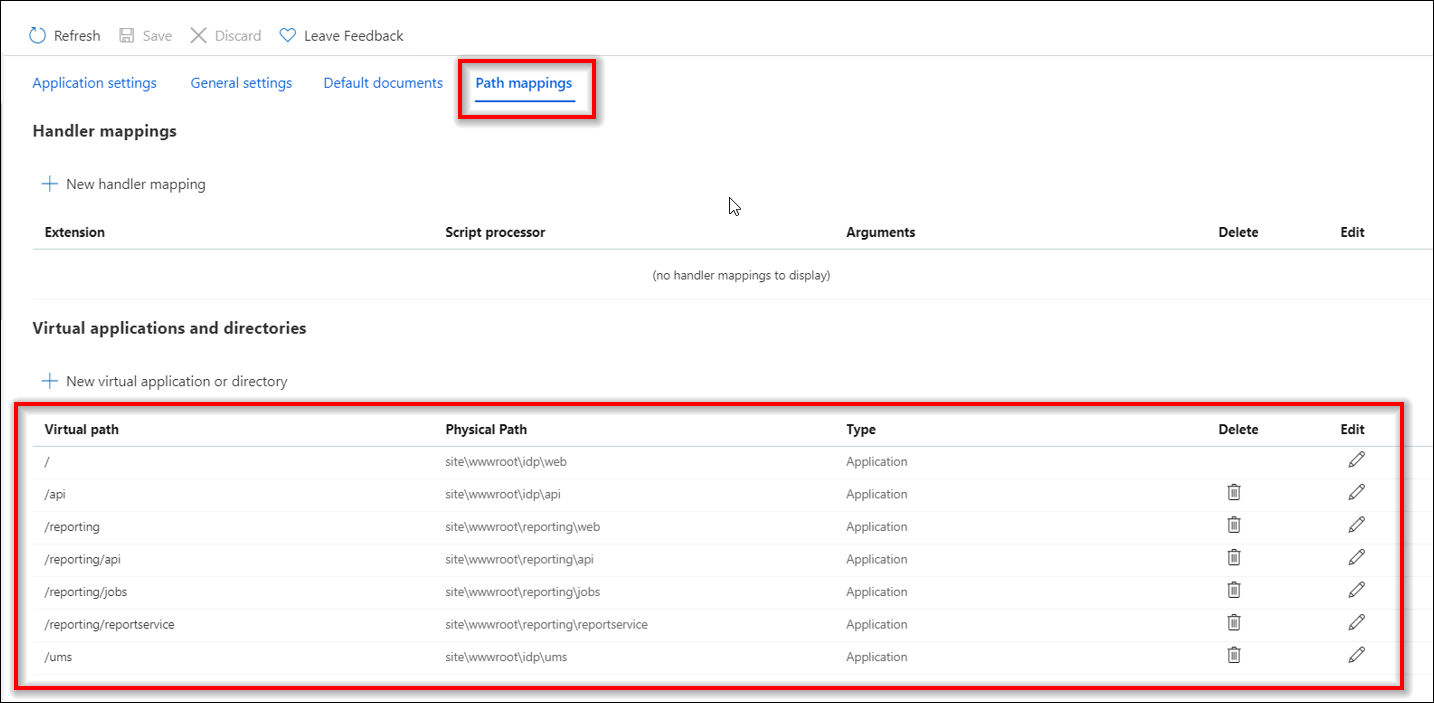 Refresh Save Discard Leave Feedback
Application settings General settings Default documents Path mappings
Handler mappings
New handler mapping
Extension Script processor Arguments Delete Edit
(no handler mappings to display)
Virtual applications and directories
New virtual application or directory
Virtual path Physical Path Type Delete Edit
/ site\wwwroot\idp\web Application
/api site\wwwroot\idp\api Application
/reporting site\wwwroot\reporting\web Application
/reporting/api site\wwwroot\reporting\api Application
/reporting/jobs site\wwwroot\reporting\jobs Application
/reporting/reportservice site\wwwroot\reporting\reportservice Application
/ums site\wwwroot\idp\ums Application